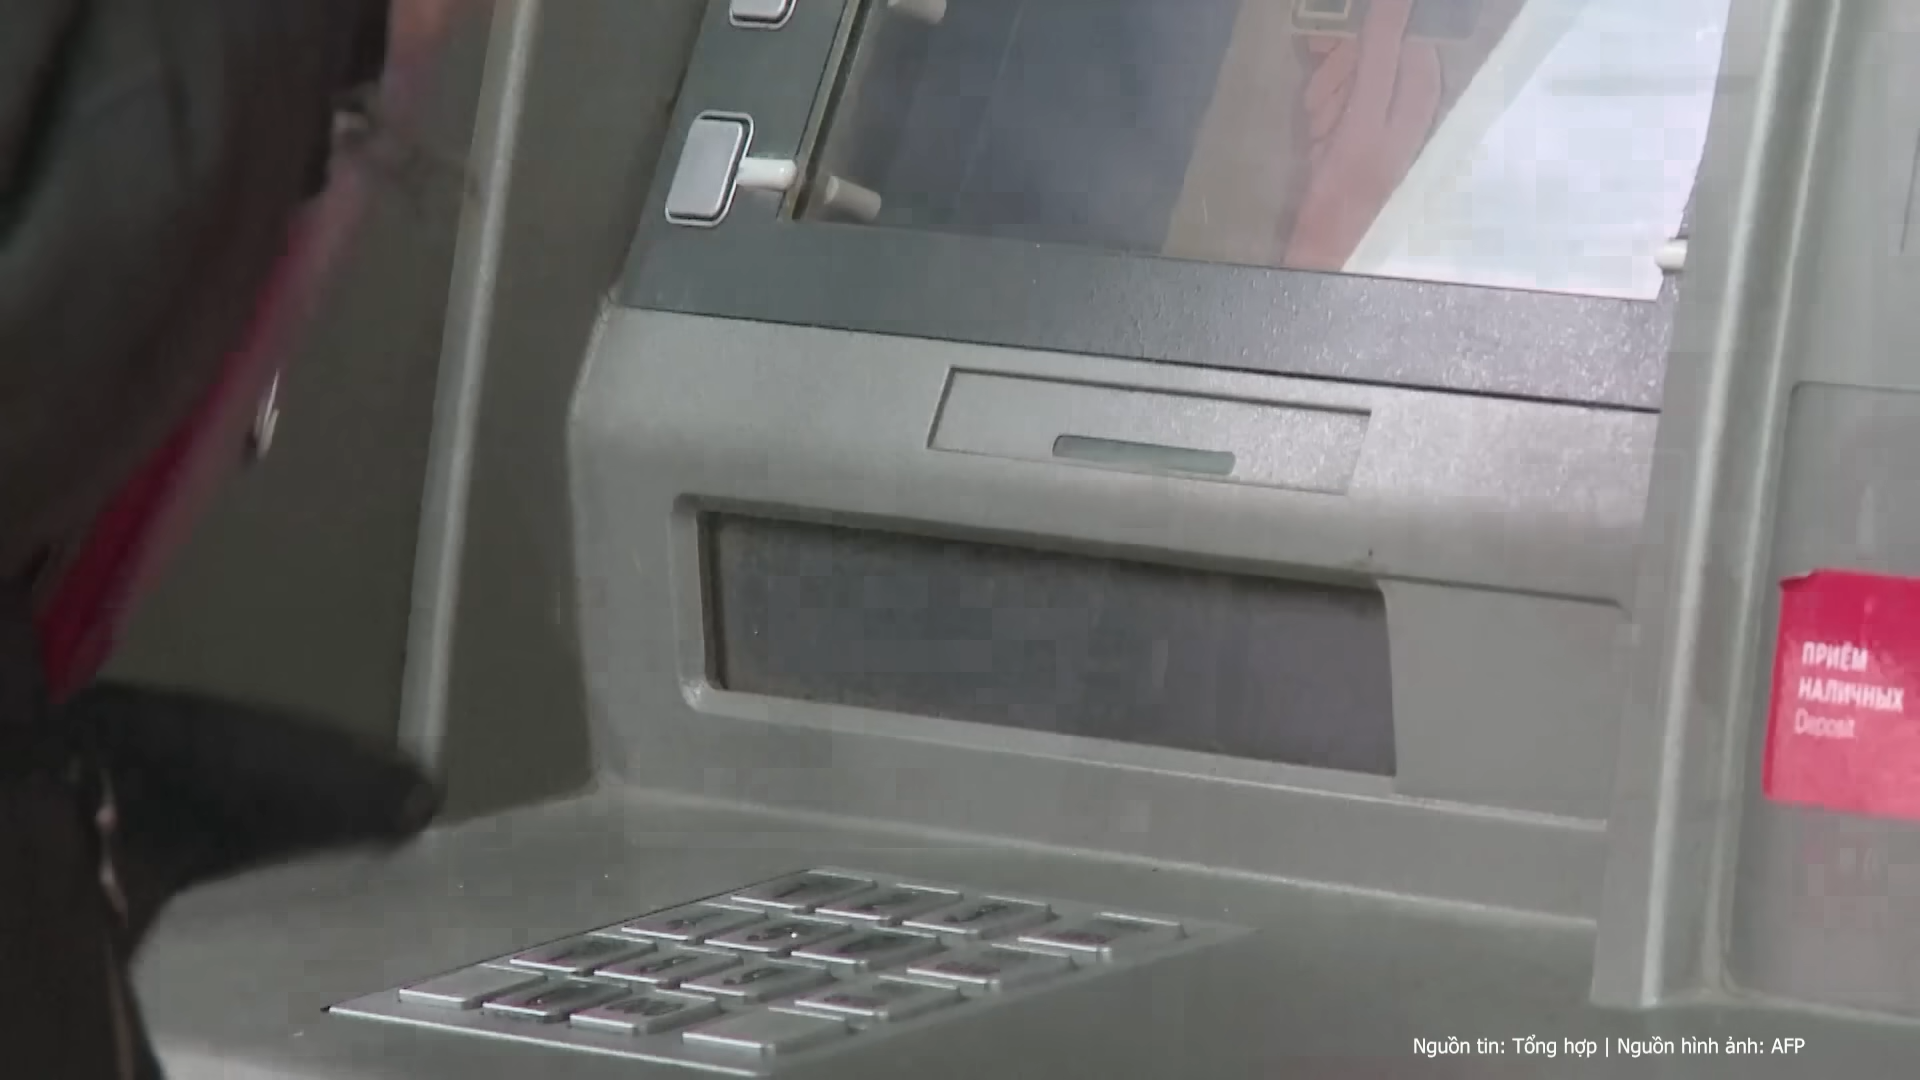 ПРИЁМ
НАЛИЧНЫХ
Deposit
Nguồn tin: Tổng hợp | Nguồn hình ảnh: AFP